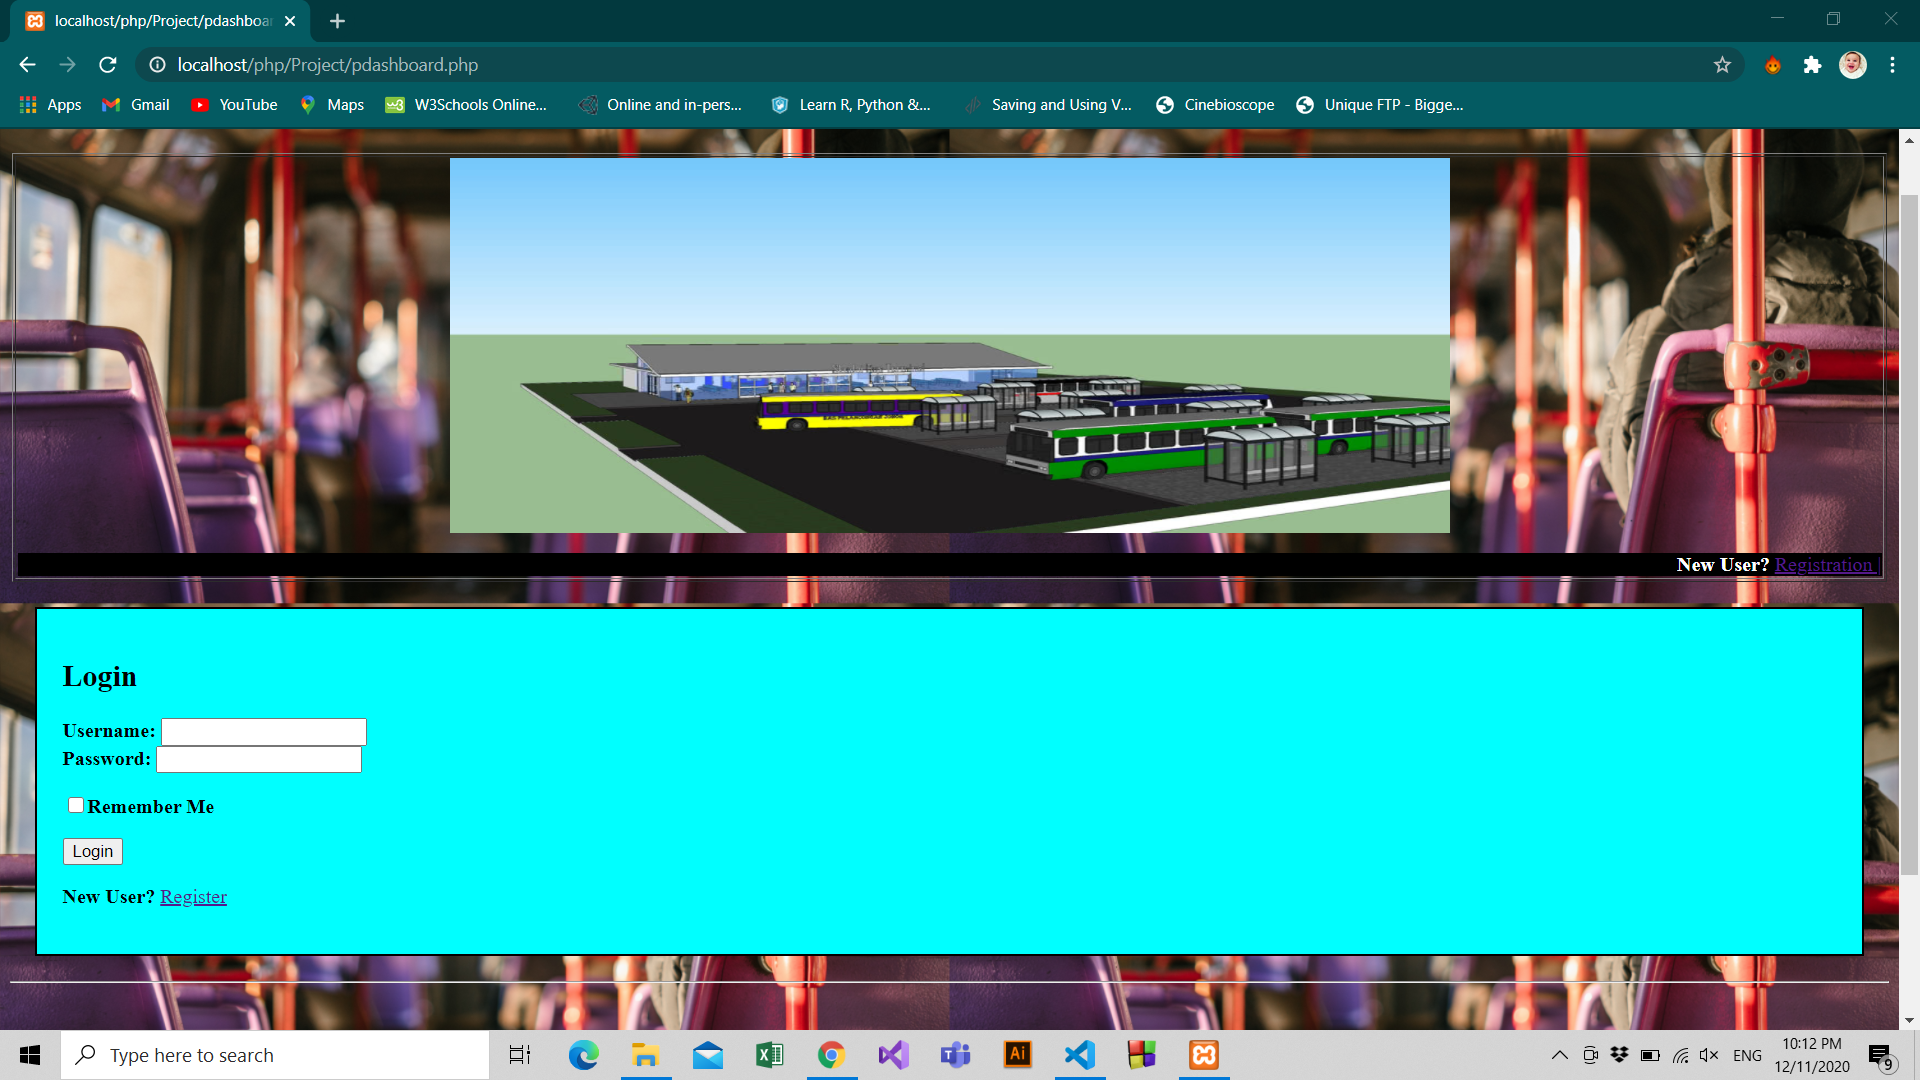 localhost/php/Project/pdashboar
localhost/php/Project/pdashboard.php
Apps Gmail YouTube Maps W3Schools Online... Online and in-pers... Learn R, Python &... Saving and Using V... Cinebioscope Unique FTP - Bigge...
New User? Registration |
Login
Username:
Password:
Remember Me
Login
New User? Register
Type here to search
ENG
10:12 PM
12/11/2020
9